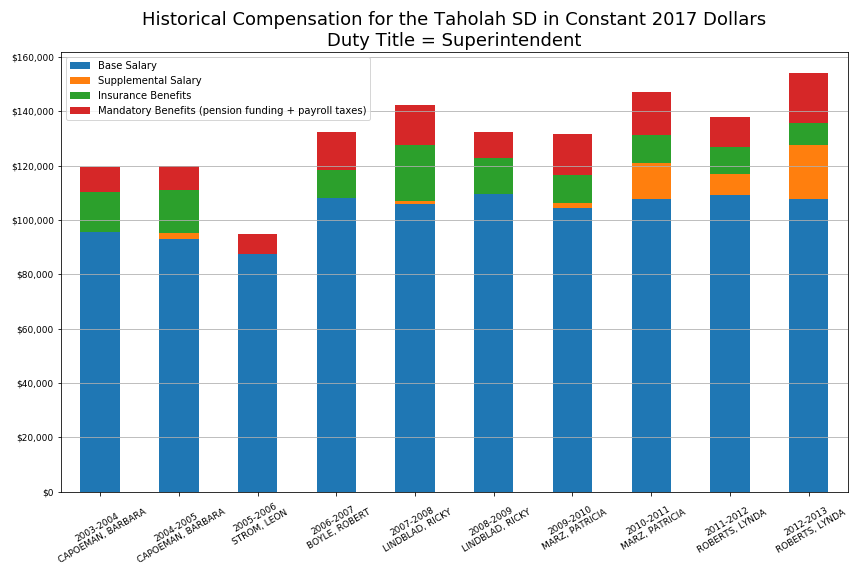 Historical Compensation for the Taholah SD in Constant 2017 Dollars
Duty Title = Superintendent
Base Salary
Supplemental Salary
Insurance Benefits
Mandatory Benefits (pension funding + payroll taxes)
$160,000
$140,000
$120,000
$100,000
$80,000
$60,000
$40,000
$20,000
$0
2003-2004
CAPOEMAN, BARBARA
2004-2005
CAPOEMAN, BARBARA
2005-2006
STROM, LEON
2006-2007
BOYLE, ROBERT
2007-2008
LINDBLAD, RICKY
2008-2009
LINDBLAD, RICKY
2009-2010
MARZ, PATRICIA
2010-2011
MARZ, PATRICIA
2011-2012
ROBERTS, LYNDA
2012-2013
ROBERTS, LYNDA